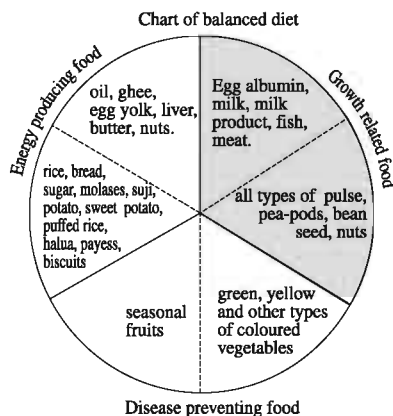 Chart of balanced diet
Energy producing food
oil, ghee,
egg yolk, liver,
butter, nuts.
Egg albumin,
milk, milk
product, fish,
meat.
Growth related food
rice, bread,
sugar, molases, suji,
potato, sweet potato,
puffed rice,
halua, payess,
biscuits
all types of pulse,
pea-pods, bean
seed, nuts
seasonal
fruits
green, yellow
and other types
of coloured
vegetables
Disease preventing food